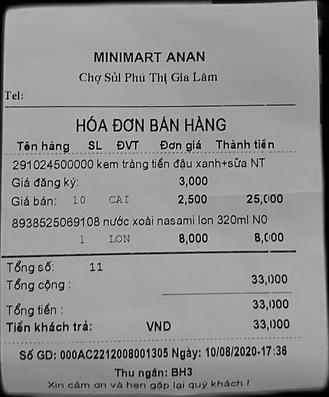 MINIMART ANAN
Chợ Sủi Phú Thị Gia Lâm
Tel:
HÓA ĐƠN BÁN HÀNG
Tên hàng SL ĐVT Đơn giá Thành tiền
291024500000 kem tràng tiền đậu xanh+sữa NT
Giá đăng ký: 3,000
Giá bán: 10 CAI 2,500 25,000
8938525069108 nước xoài nasami lon 320ml N0
1 LON 8,000 8,000
Tổng số: 11
Tổng cộng : 33,000
Tổng tiền : 33,000
Tiền khách trả: VND 33,000
Số GD: 000AC2212008001305 Ngày: 10/08/2020-17:36
Thu ngân: BH3
Xin cảm ơn và hẹn gặp lại quý khách !